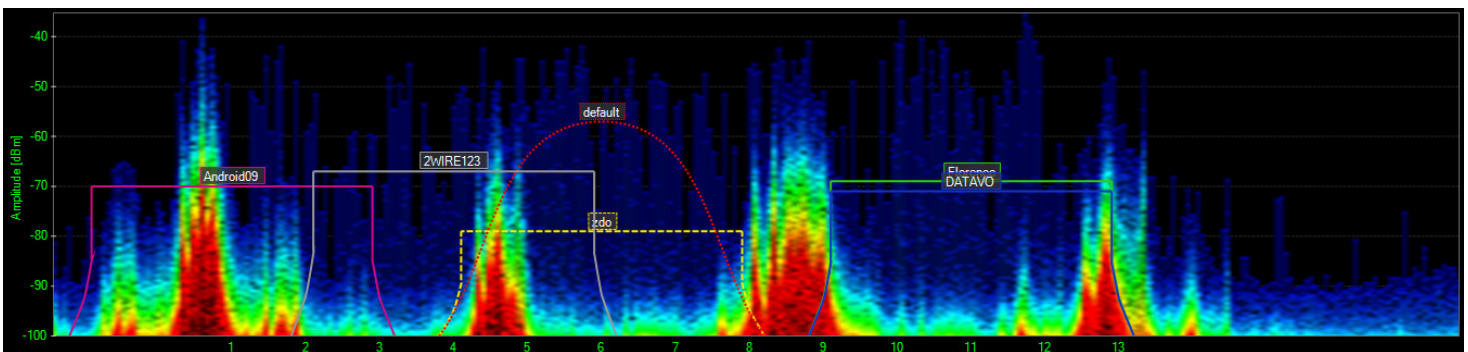 Amplitude [dBm]
-40
-50
-60
-70
-80
-90
-100
default
2WIRE123
Android09
DATAVO
zdo
1 2 3 4 5 6 7 8 9 10 11 12 13